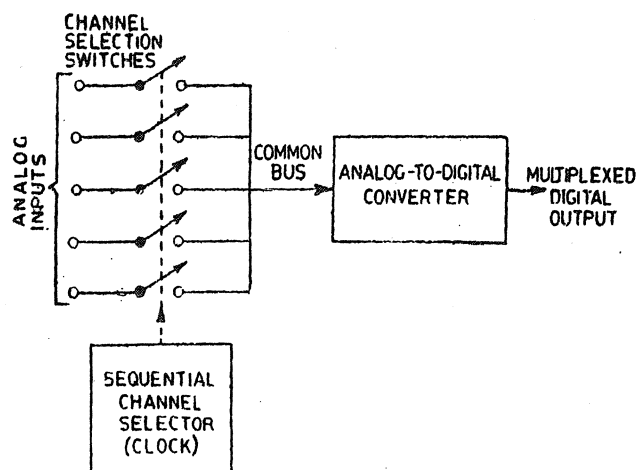 CHANNEL
SELECTION
SWITCHES
ANALOG
INPUTS
COMMON
BUS
ANALOG-TO-DIGITAL
CONVERTER
MULTIPLEXED
DIGITAL
OUTPUT
SEQUENTIAL
CHANNEL
SELECTOR
(CLOCK)